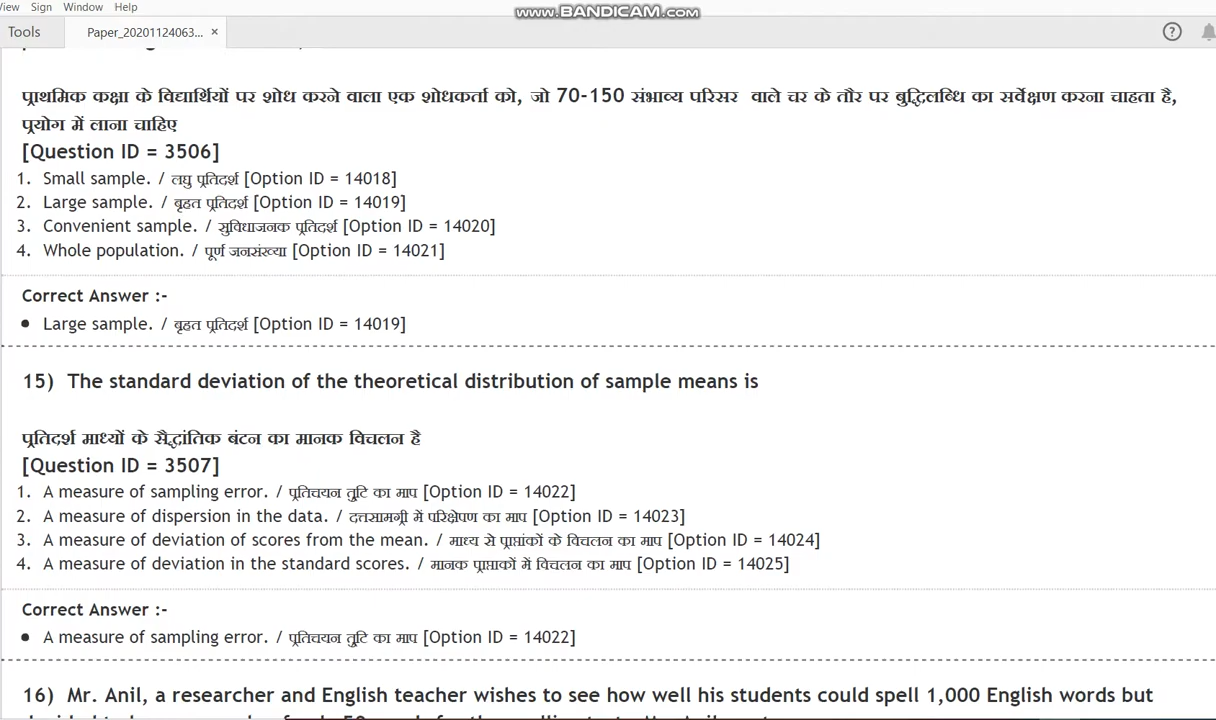 View Sign Window Help
www.BANDICAM.com
Tools Paper_20201124063... ×
प्राथमिक कक्षा के विद्यार्थियों पर शोध करने वाला एक शोधकर्ता को, जो 70-150 संभाव्य परिसर वाले चर के तौर पर बुद्धिलब्धि का सर्वेक्षण करना चाहता है,
प्रयोग में लाना चाहिए
[Question ID = 3506]
1. Small sample. / लघु प्रतिदर्श [Option ID = 14018]
2. Large sample. / बृहत प्रतिदर्श [Option ID = 14019]
3. Convenient sample. / सुविधाजनक प्रतिदर्श [Option ID = 14020]
4. Whole population. / पूर्ण जनसंख्या [Option ID = 14021]
Correct Answer :-
• Large sample. / बृहत प्रतिदर्श [Option ID = 14019]
15) The standard deviation of the theoretical distribution of sample means is
प्रतिदर्श माध्यों के सैद्धांतिक बंटन का मानक विचलन है
[Question ID = 3507]
1. A measure of sampling error. / प्रतिचयन त्रुटि का माप [Option ID = 14022]
2. A measure of dispersion in the data. / दत्तसामग्री में परिक्षेपण का माप [Option ID = 14023]
3. A measure of deviation of scores from the mean. / माध्य से प्राप्तांकों के विचलन का माप [Option ID = 14024]
4. A measure of deviation in the standard scores. / मानक प्राप्ताकों में विचलन का माप [Option ID = 14025]
Correct Answer :-
• A measure of sampling error. / प्रतिचयन त्रुटि का माप [Option ID = 14022]
16) Mr. Anil, a researcher and English teacher wishes to see how well his students could spell 1,000 English words but